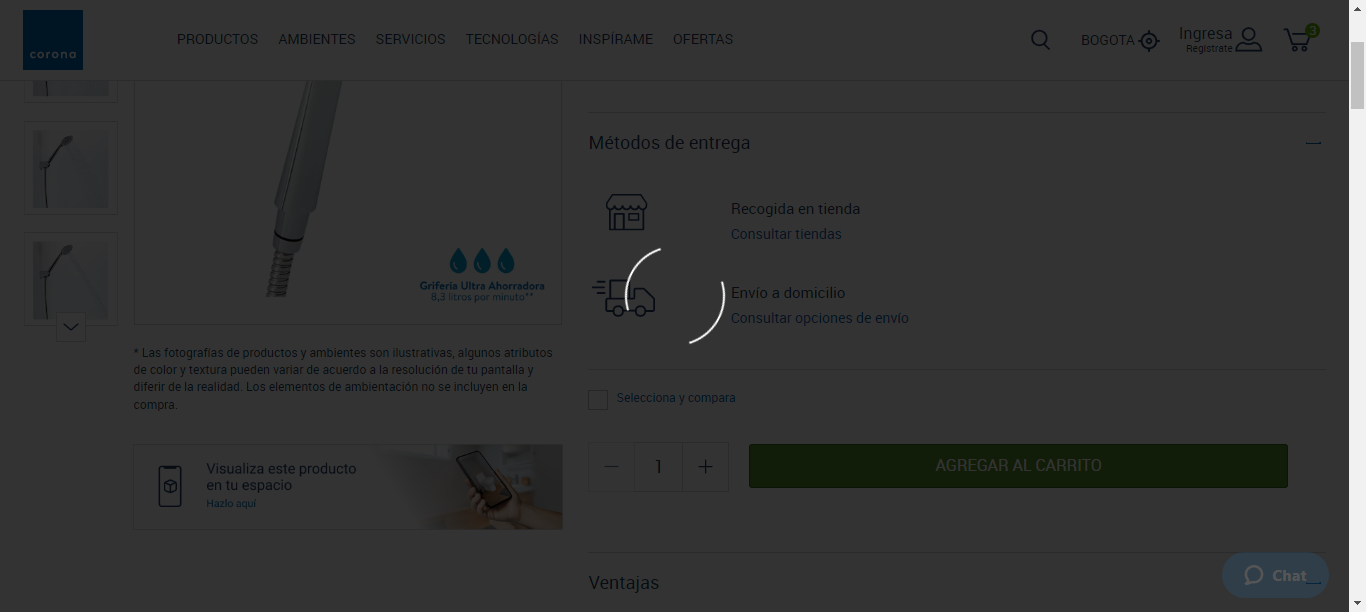 corona
PRODUCTOS AMBIENTES SERVICIOS TECNOLOGÍAS INSPÍRAME OFERTAS
BOGOTA
Ingresa
Regístrate
3
Métodos de entrega
Recogida en tienda
Consultar tiendas
Envío a domicilio
Consultar opciones de envío
Grifería Ultra Ahorradora
8,3 litros por minuto**
* Las fotografías de productos y ambientes son ilustrativas, algunos atributos
de color y textura pueden variar de acuerdo a la resolución de tu pantalla y
diferir de la realidad. Los elementos de ambientación no se incluyen en la
compra.
Selecciona y compara
1
AGREGAR AL CARRITO
Visualiza este producto
en tu espacio
Hazlo aquí
Ventajas
Chat